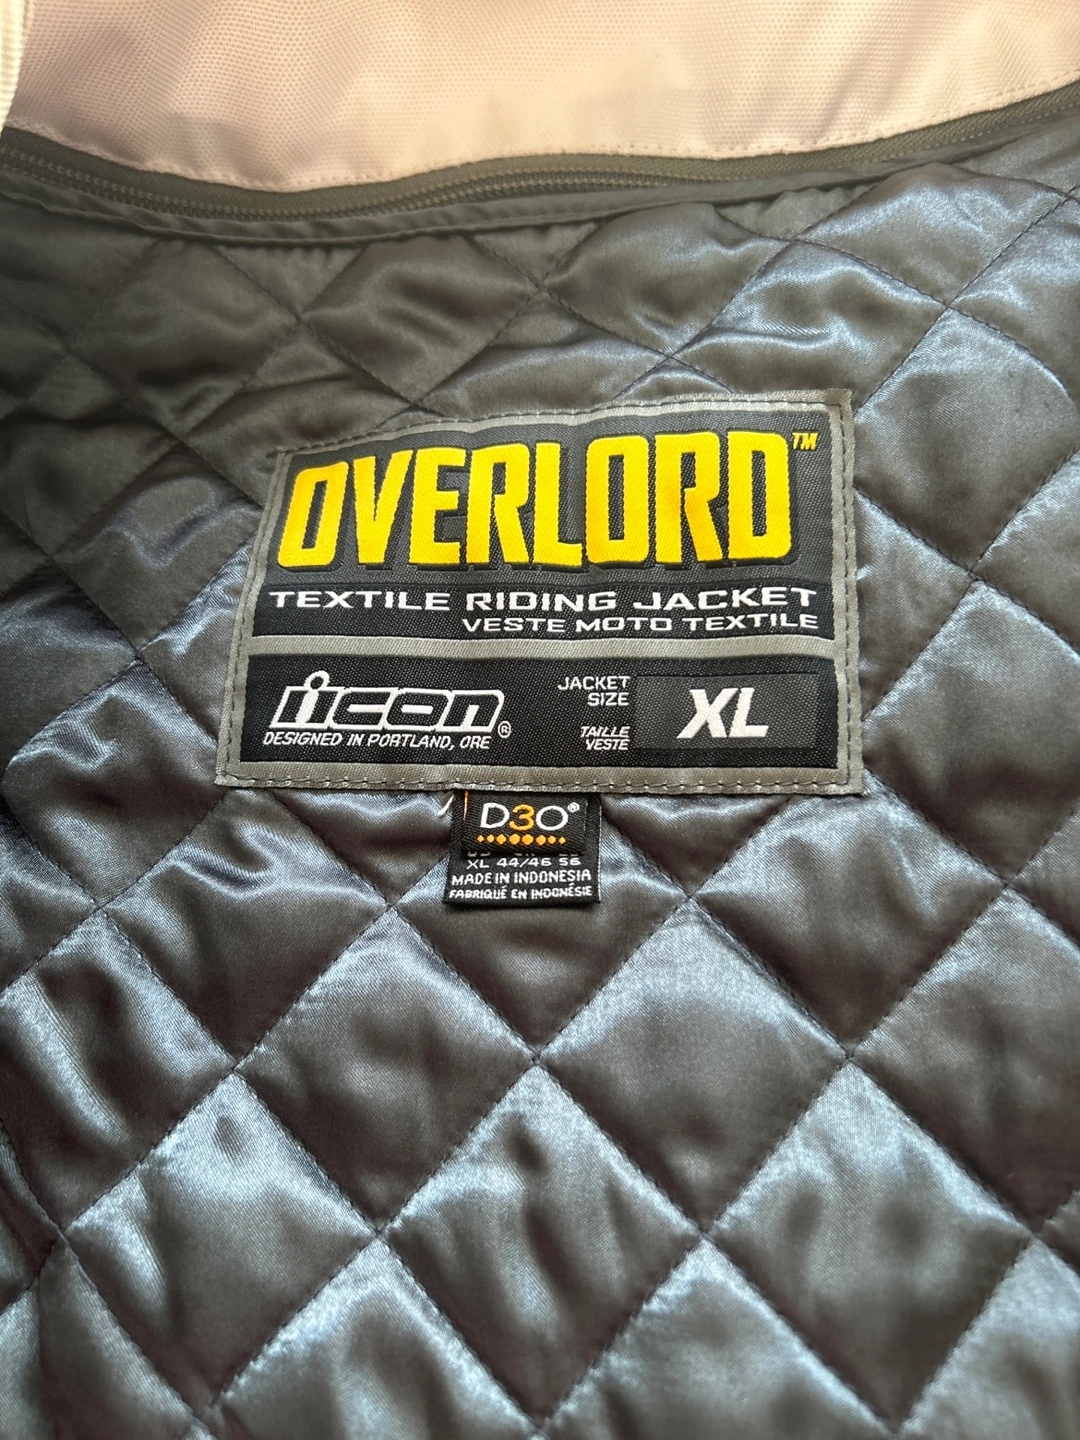 OVERLORD™
TEXTILE RIDING JACKET
VESTE MOTO TEXTILE
icon®
DESIGNED IN PORTLAND, ORE
JACKET
SIZE
TAILLE
VESTE
XL
D3O®
XL 44/46 56
MADE IN INDONESIA
FABRIQUÉ EN INDONÉSIE